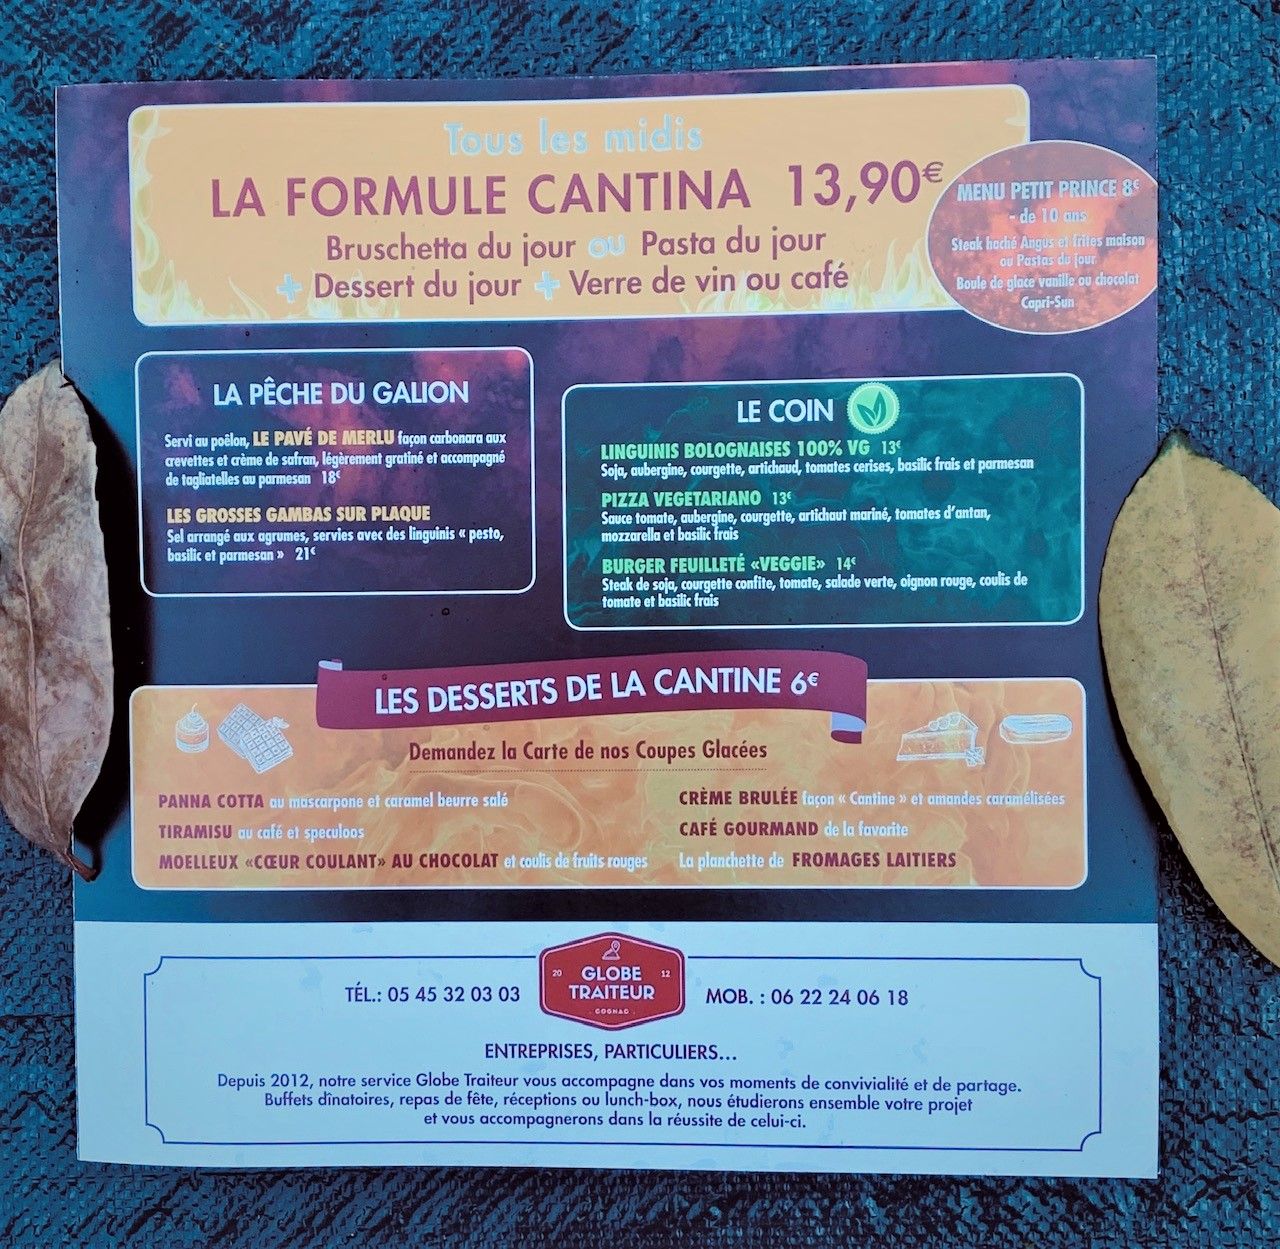 Tous les midis
LA FORMULE CANTINA 13,90€
Bruschetta du jour ou Pasta du jour
+ Dessert du jour + Verre de vin ou café
MENU PETIT PRINCE 8€
- de 10 ans
Steak haché Angus et frites maison
ou Pastas du jour
Boule de glace vanille ou chocolat
Capri-Sun
LA PÊCHE DU GALION
Servi au poêlon, LE PAVÉ DE MERLU façon carbonara aux
crevettes et crème de safran, légèrement gratiné et accompagné
de tagliatelles au parmesan 18€
LES GROSSES GAMBAS SUR PLAQUE
Sel arrangé aux agrumes, servies avec des linguinis « pesto,
basilic et parmesan » 21€
LE COIN
LINGUINIS BOLOGNAISES 100% VG 13€
Soja, aubergine, courgette, artichaud, tomates cerises, basilic frais et parmesan
PIZZA VEGETARIANO 13€
Sauce tomate, aubergine, courgette, artichaut mariné, tomates d'antan,
mozzarella et basilic frais
BURGER FEUILLETÉ «VEGGIE» 14€
Steak de soja, courgette confite, tomate, salade verte, oignon rouge, coulis de
tomate et basilic frais
LES DESSERTS DE LA CANTINE 6€
Demandez la Carte de nos Coupes Glacées
PANNA COTTA au mascarpone et caramel beurre salé
TIRAMISU au café et speculoos
MOELLEUX «CŒUR COULANT» AU CHOCOLAT et coulis de fruits rouges
CRÈME BRULÉE façon « Cantine » et amandes caramélisées
CAFÉ GOURMAND de la favorite
La planchette de FROMAGES LAITIERS
TÉL.: 05 45 32 03 03
20 GLOBE 12
TRAITEUR
COGNAC
MOB. : 06 22 24 06 18
ENTREPRISES, PARTICULIERS...
Depuis 2012, notre service Globe Traiteur vous accompagne dans vos moments de convivialité et de partage.
Buffets dînatoires, repas de fête, réceptions ou lunch-box, nous étudierons ensemble votre projet
et vous accompagnerons dans la réussite de celui-ci.